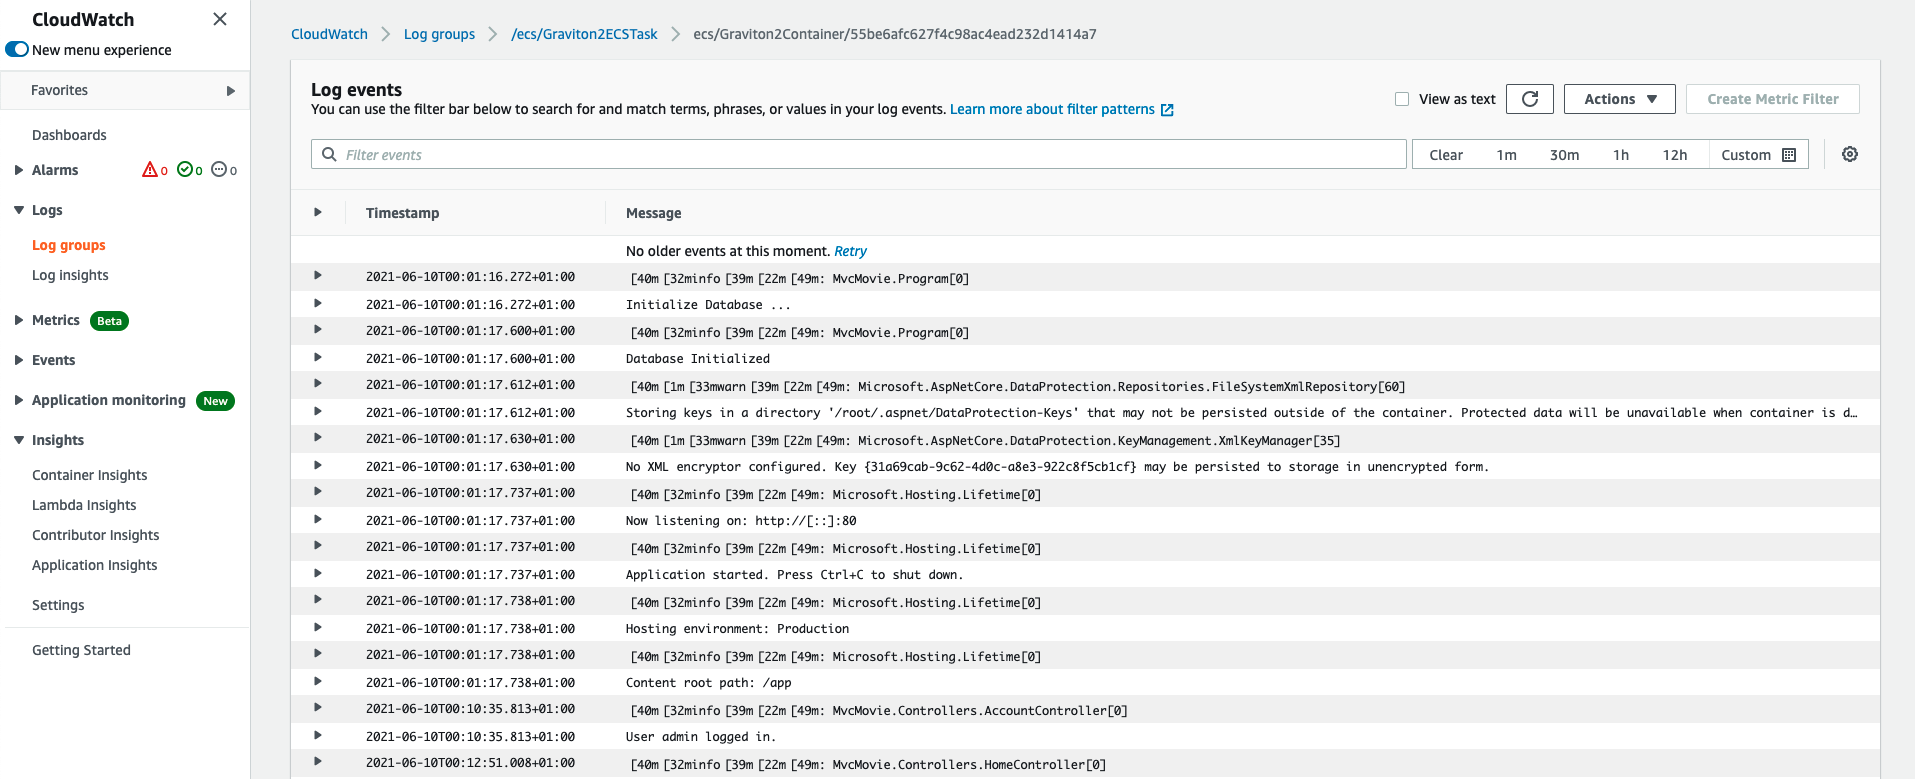 CloudWatch
New menu experience
Favorites
Dashboards
Alarms 0 0 0
Logs
Log groups
Log insights
Metrics Beta
Events
Application monitoring New
Insights
Container Insights
Lambda Insights
Contributor Insights
Application Insights
Settings
Getting Started
CloudWatch Log groups /ecs/Graviton2ECSTask ecs/Graviton2Container/55be6afc627f4c98ac4ead232d1414a7
Log events
You can use the filter bar below to search for and match terms, phrases, or values in your log events. Learn more about filter patterns
View as text Actions Create Metric Filter
Filter events Clear 1m 30m 1h 12h Custom
Timestamp Message
No older events at this moment. Retry
2021-06-10T00:01:16.272+01:00 [40m [32minfo [39m [22m [49m: MvcMovie.Program[0]
2021-06-10T00:01:16.272+01:00 Initialize Database ...
2021-06-10T00:01:17.600+01:00 [40m [32minfo [39m [22m [49m: MvcMovie.Program[0]
2021-06-10T00:01:17.600+01:00 Database Initialized
2021-06-10T00:01:17.612+01:00 [40m [1m [33mwarn [39m [22m [49m: Microsoft.AspNetCore.DataProtection.Repositories.FileSystemXmlRepository[60]
2021-06-10T00:01:17.612+01:00 Storing keys in a directory '/root/.aspnet/DataProtection-Keys' that may not be persisted outside of the container. Protected data will be unavailable when container is d…
2021-06-10T00:01:17.630+01:00 [40m [1m [33mwarn [39m [22m [49m: Microsoft.AspNetCore.DataProtection.KeyManagement.XmlKeyManager[35]
2021-06-10T00:01:17.630+01:00 No XML encryptor configured. Key {31a69cab-9c62-4d0c-a8e3-922c8f5cb1cf} may be persisted to storage in unencrypted form.
2021-06-10T00:01:17.737+01:00 [40m [32minfo [39m [22m [49m: Microsoft.Hosting.Lifetime[0]
2021-06-10T00:01:17.737+01:00 Now listening on: http://[::]:80
2021-06-10T00:01:17.737+01:00 [40m [32minfo [39m [22m [49m: Microsoft.Hosting.Lifetime[0]
2021-06-10T00:01:17.737+01:00 Application started. Press Ctrl+C to shut down.
2021-06-10T00:01:17.738+01:00 [40m [32minfo [39m [22m [49m: Microsoft.Hosting.Lifetime[0]
2021-06-10T00:01:17.738+01:00 Hosting environment: Production
2021-06-10T00:01:17.738+01:00 [40m [32minfo [39m [22m [49m: Microsoft.Hosting.Lifetime[0]
2021-06-10T00:01:17.738+01:00 Content root path: /app
2021-06-10T00:10:35.813+01:00 [40m [32minfo [39m [22m [49m: MvcMovie.Controllers.AccountController[0]
2021-06-10T00:10:35.813+01:00 User admin logged in.
2021-06-10T00:12:51.008+01:00 [40m [32minfo [39m [22m [49m: MvcMovie.Controllers.HomeController[0]